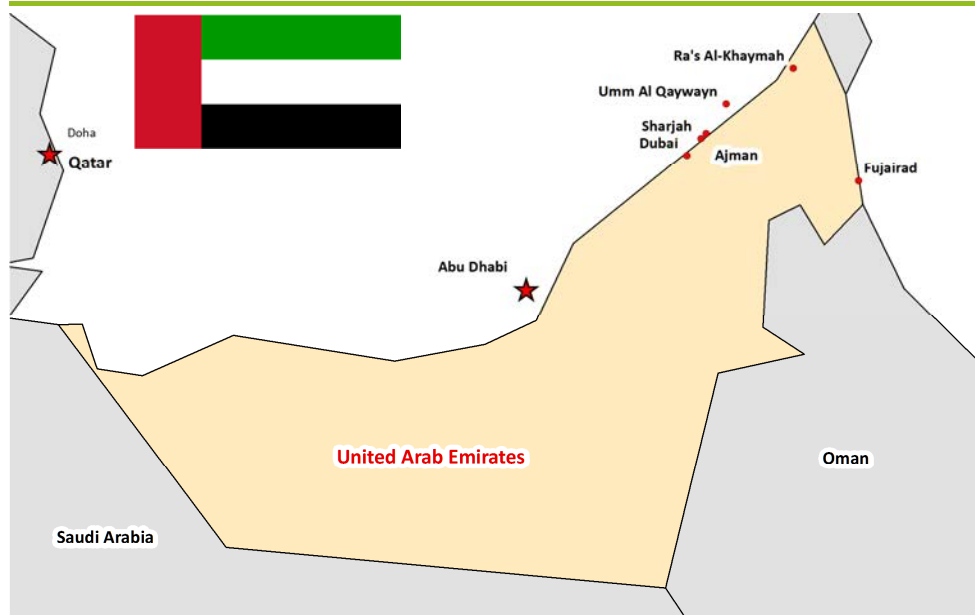 Ra's Al-Khaymah
Umm Al Qaywayn
Sharjah
Doha
Dubai
Ajman
Qatar
Fujairad
Abu Dhabi
United Arab Emirates
Oman
Saudi Arabia